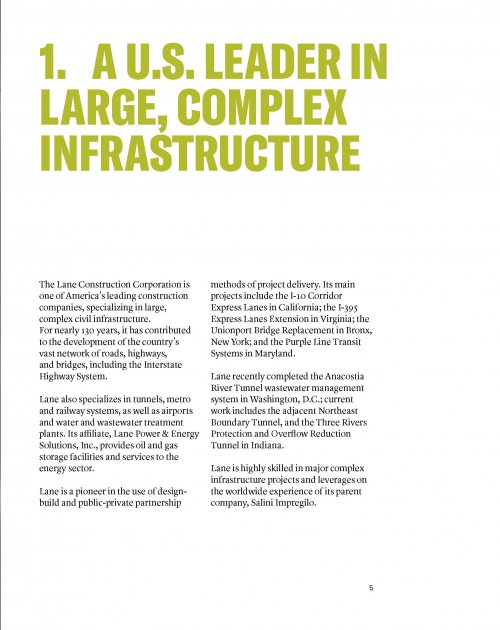 1. A U.S. LEADER IN
LARGE, COMPLEX
INFRASTRUCTURE
The Lane Construction Corporation is
one of America's leading construction
companies, specializing in large,
complex civil infrastructure.
For nearly 130 years, it has contributed
to the development of the country's
vast network of roads, highways,
and bridges, including the Interstate
Highway System.
Lane also specializes in tunnels, metro
and railway systems, as well as airports
and water and wastewater treatment
plants. Its affiliate, Lane Power & Energy
Solutions, Inc., provides oil and gas
storage facilities and services to the
energy sector.
Lane is a pioneer in the use of design-
build and public-private partnership
methods of project delivery. Its main
projects include the I-10 Corridor
Express Lanes in California; the I-395
Express Lanes Extension in Virginia; the
Unionport Bridge Replacement in Bronx,
New York; and the Purple Line Transit
Systems in Maryland.
Lane recently completed the Anacostia
River Tunnel wastewater management
system in Washington, D.C.; current
work includes the adjacent Northeast
Boundary Tunnel, and the Three Rivers
Protection and Overflow Reduction
Tunnel in Indiana.
Lane is highly skilled in major complex
infrastructure projects and leverages on
the worldwide experience of its parent
company, Salini Impregilo.
5